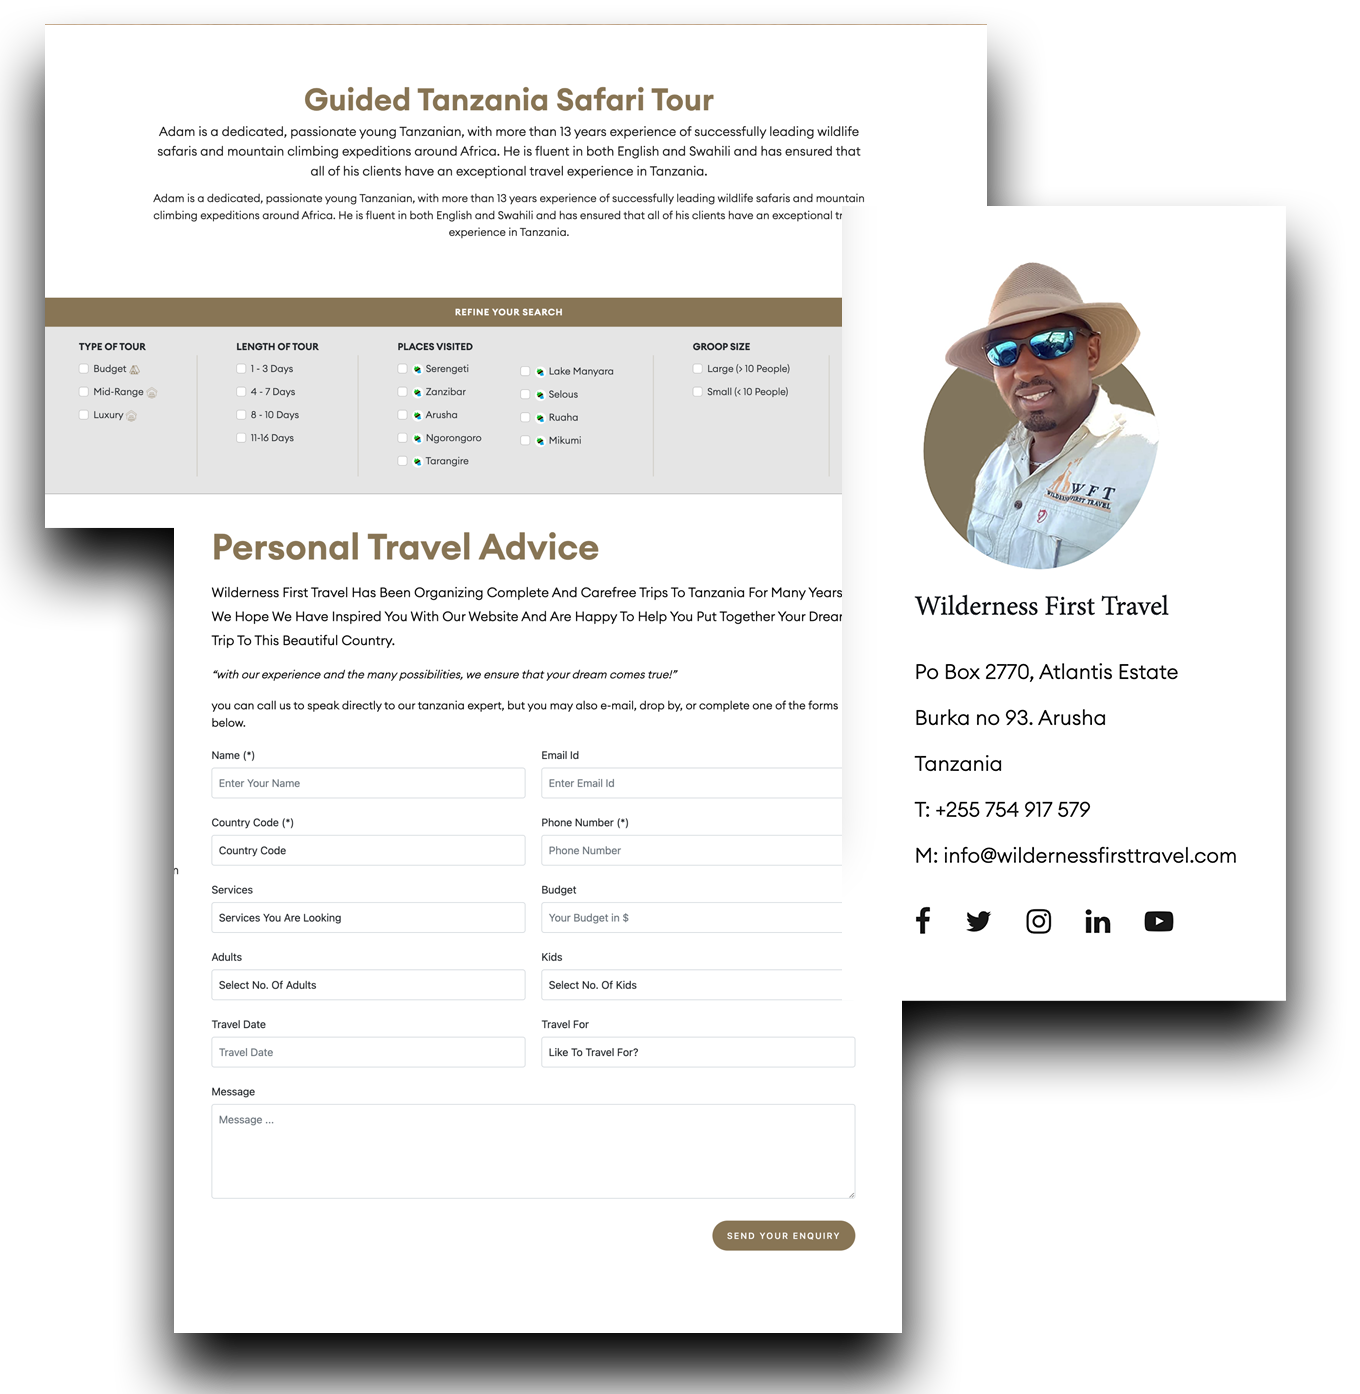 Guided Tanzania Safari Tour
Adam is a dedicated, passionate young Tanzanian, with more than 13 years experience of successfully leading wildlife
safaris and mountain climbing expeditions around Africa. He is fluent in both English and Swahili and has ensured that
all of his clients have an exceptional travel experience in Tanzania.
Adam is a dedicated, passionate young Tanzanian, with more than 13 years experience of successfully leading wildlife safaris and mountain
climbing expeditions around Africa. He is fluent in both English and Swahili and has ensured that all of his clients have an exceptional
experience in Tanzania.
REFINE YOUR SEARCH
TYPE OF TOUR
Budget
Mid-Range
Luxury
LENGTH OF TOUR
1 - 3 Days
4 - 7 Days
8 - 10 Days
11-16 Days
PLACES VISITED
Serengeti
Zanzibar
Arusha
Ngorongoro
Tarangire
Lake Manyara
Selous
Ruaha
Mikumi
GROOP SIZE
Large (> 10 People)
Small (< 10 People)
Personal Travel Advice
Wilderness First Travel Has Been Organizing Complete And Carefree Trips To Tanzania For Many Years
We Hope We Have Inspired You With Our Website And Are Happy To Help You Put Together Your
Trip To This Beautiful Country.
“with our experience and the many possibilities, we ensure that your dream comes true!”
you can call us to speak directly to our tanzania expert, but you may also e-mail, drop by, or complete one of the forms
below.
Name (*)
Enter Your Name
Email Id
Enter Email Id
Country Code (*)
Country Code
Phone Number (*)
Phone Number
Services
Services You Are Looking
Budget
Your Budget in $
Adults
Select No. Of Adults
Kids
Select No. Of Kids
Travel Date
Travel Date
Travel For
Like To Travel For?
Message
Message ...
SEND YOUR ENQUIRY
WFT
WILDERNESS FIRST TRAVEL
Wilderness First Travel
Po Box 2770, Atlantis Estate
Burka no 93. Arusha
Tanzania
T: +255 754 917 579
M: info@wildernessfirsttravel.com